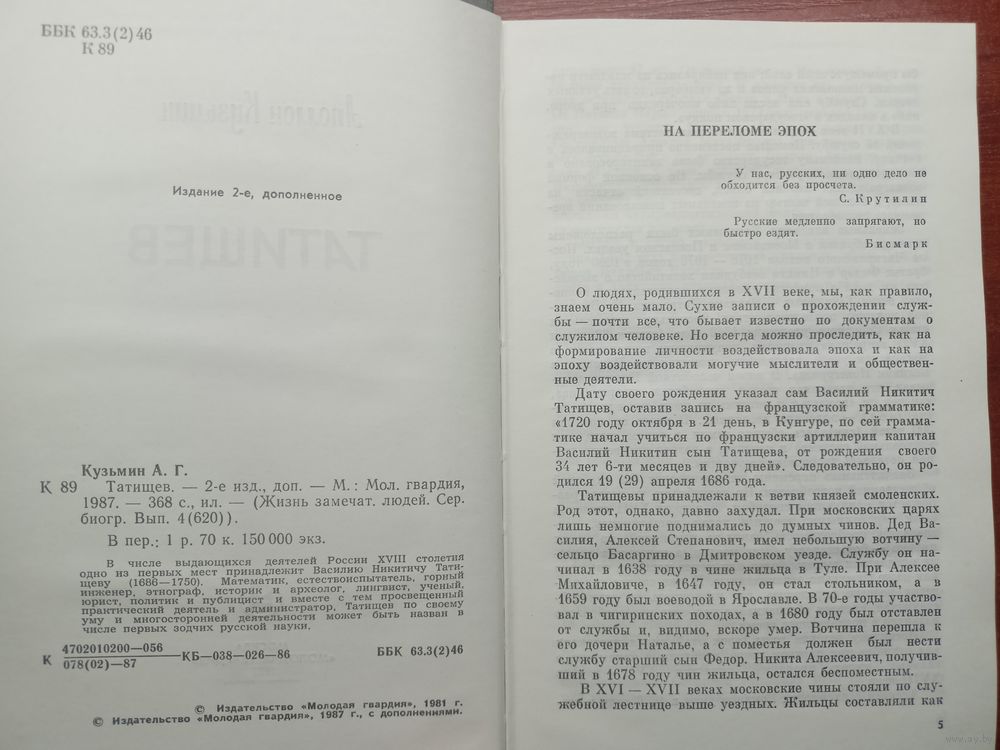 ББК 63.3(2)46
К 89
Издание 2-е, дополненное
Кузьмин А. Г.
К 89 Татищев. — 2-е изд., доп. — М.: Мол. гвардия,
1987. — 368 с., ил. — (Жизнь замечат. людей. Сер.
биогр. Вып. 4(620)).
В пер.: 1 р. 70 к. 150 000 экз.
В числе выдающихся деятелей России XVIII столетия
одно из первых мест принадлежит Василию Никитичу Тати-
щеву (1686—1750). Математик, естествоиспытатель, горный
инженер, этнограф, историк и археолог, лингвист, ученый,
юрист, политик и публицист и вместе с тем просвещенный
практический деятель и администратор, Татищев по своему
уму и многосторонней деятельности может быть назван в
числе первых зодчих русской науки.
К 4702010200—056
078(02)—87 КБ—038—026—86 ББК 63.3(2)46
© Издательство «Молодая гвардия», 1981 г.
© Издательство «Молодая гвардия», 1987 г., с дополнениями.
НА ПЕРЕЛОМЕ ЭПОХ
У нас, русских, ни одно дело не
обходится без просчета.
С. Крутилин
Русские медленно запрягают, но
быстро ездят.
Бисмарк
О людях, родившихся в XVII веке, мы, как правило,
знаем очень мало. Сухие записи о прохождении служ-
бы — почти все, что бывает известно по документам о
служилом человеке. Но всегда можно проследить, как на
формирование личности воздействовала эпоха и как на
эпоху воздействовали могучие мыслители и обществен-
ные деятели.
Дату своего рождения указал сам Василий Никитич
Татищев, оставив запись на французской грамматике:
«1720 году октября в 21 день, в Кунгуре, по сей грамма-
тике начал учиться по французски артиллерии капитан
Василий Никитин сын Татищева, от рождения своего
34 лет 6-ти месяцев и дву дней». Следовательно, он ро-
дился 19 (29) апреля 1686 года.
Татищевы принадлежали к ветви князей смоленских.
Род этот, однако, давно захудал. При московских царях
лишь немногие поднимались до думных чинов. Дед Ва-
силия, Алексей Степанович, имел небольшую вотчину —
сельцо Басаргино в Дмитровском уезде. Службу он на-
чинал в 1638 году в чине жильца в Туле. При Алексее
Михайловиче, в 1647 году, он стал стольником, а в
1659 году был воеводой в Ярославле. В 70-е годы участво-
вал в чигиринских походах, а в 1680 году был отставлен
от службы и, видимо, вскоре умер. Вотчина перешла к
его дочери Наталье, а с поместья должен был нести
службу старший сын Федор. Никита Алексеевич, получив-
ший в 1678 году чин жильца, остался беспоместным.
В XVI — XVII веках московские чины стояли по слу-
жебной лестнице выше уездных. Жильцы составляли как
5
www.ay.by